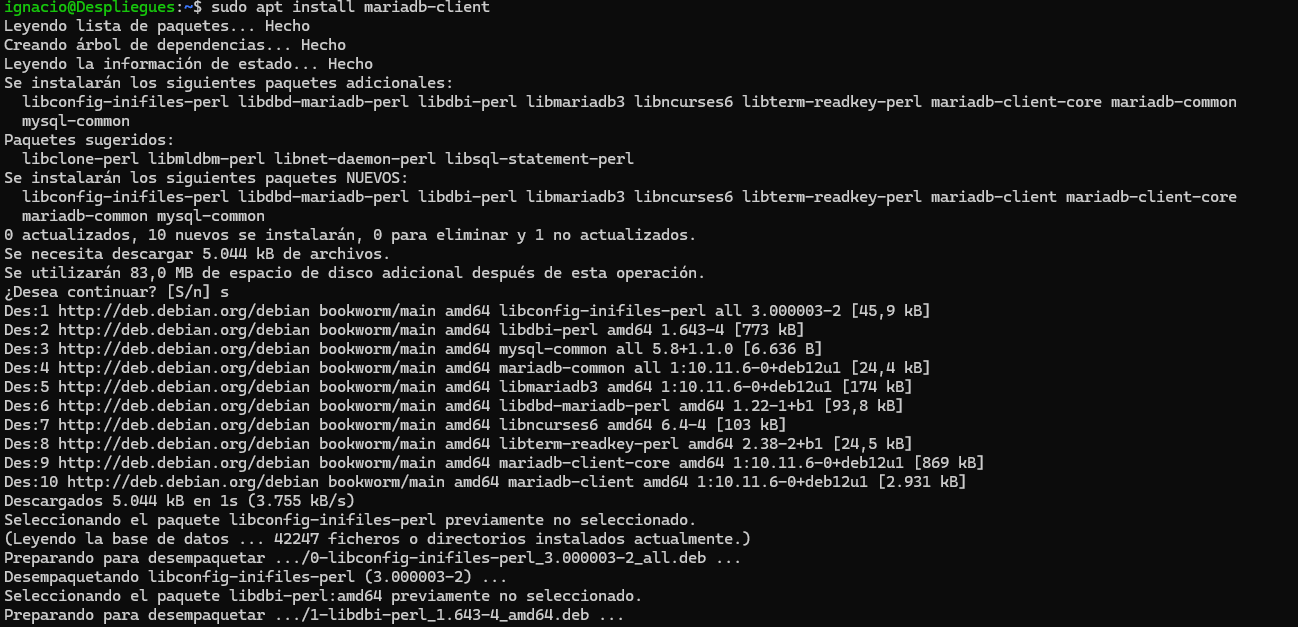 ignacio@Despliegues:~$ sudo apt install mariadb-client
Leyendo lista de paquetes... Hecho
Creando árbol de dependencias... Hecho
Leyendo la información de estado... Hecho
Se instalarán los siguientes paquetes adicionales:
  libconfig-inifiles-perl libdbd-mariadb-perl libdbi-perl libmariadb3 libncurses6 libterm-readkey-perl mariadb-client-core mariadb-common
  mysql-common
Paquetes sugeridos:
  libclone-perl libmldbm-perl libnet-daemon-perl libsql-statement-perl
Se instalarán los siguientes paquetes NUEVOS:
  libconfig-inifiles-perl libdbd-mariadb-perl libdbi-perl libmariadb3 libncurses6 libterm-readkey-perl mariadb-client mariadb-client-core
  mariadb-common mysql-common
0 actualizados, 10 nuevos se instalarán, 0 para eliminar y 1 no actualizados.
Se necesita descargar 5.044 kB de archivos.
Se utilizarán 83,0 MB de espacio de disco adicional después de esta operación.
¿Desea continuar? [S/n] s
Des:1 http://deb.debian.org/debian bookworm/main amd64 libconfig-inifiles-perl all 3.000003-2 [45,9 kB]
Des:2 http://deb.debian.org/debian bookworm/main amd64 libdbi-perl amd64 1.643-4 [773 kB]
Des:3 http://deb.debian.org/debian bookworm/main amd64 mysql-common all 5.8+1.1.0 [6.636 B]
Des:4 http://deb.debian.org/debian bookworm/main amd64 mariadb-common all 1:10.11.6-0+deb12u1 [24,4 kB]
Des:5 http://deb.debian.org/debian bookworm/main amd64 libmariadb3 amd64 1:10.11.6-0+deb12u1 [174 kB]
Des:6 http://deb.debian.org/debian bookworm/main amd64 libdbd-mariadb-perl amd64 1.22-1+b1 [93,8 kB]
Des:7 http://deb.debian.org/debian bookworm/main amd64 libncurses6 amd64 6.4-4 [103 kB]
Des:8 http://deb.debian.org/debian bookworm/main amd64 libterm-readkey-perl amd64 2.38-2+b1 [24,5 kB]
Des:9 http://deb.debian.org/debian bookworm/main amd64 mariadb-client-core amd64 1:10.11.6-0+deb12u1 [869 kB]
Des:10 http://deb.debian.org/debian bookworm/main amd64 mariadb-client amd64 1:10.11.6-0+deb12u1 [2.931 kB]
Descargados 5.044 kB en 1s (3.755 kB/s)
Seleccionando el paquete libconfig-inifiles-perl previamente no seleccionado.
(Leyendo la base de datos ... 42247 ficheros o directorios instalados actualmente.)
Preparando para desempaquetar .../0-libconfig-inifiles-perl_3.000003-2_all.deb ...
Desempaquetando libconfig-inifiles-perl (3.000003-2) ...
Seleccionando el paquete libdbi-perl:amd64 previamente no seleccionado.
Preparando para desempaquetar .../1-libdbi-perl_1.643-4_amd64.deb ...